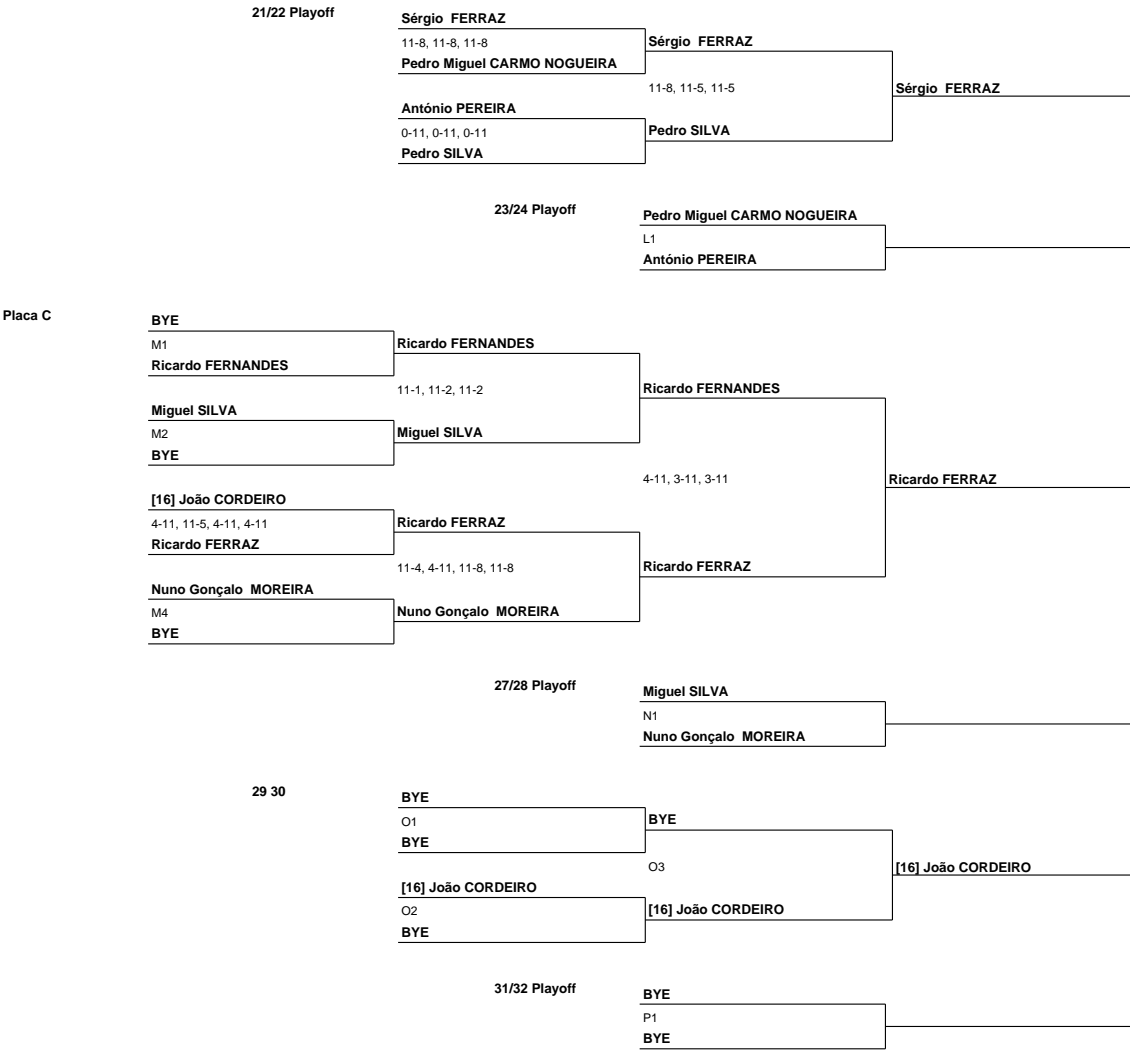 21/22 Playoff
Sérgio FERRAZ
11-8, 11-8, 11-8
Sérgio FERRAZ
Pedro Miguel CARMO NOGUEIRA
11-8, 11-5, 11-5
Sérgio FERRAZ
António PEREIRA
0-11, 0-11, 0-11
Pedro SILVA
Pedro SILVA
23/24 Playoff
Pedro Miguel CARMO NOGUEIRA
L1
António PEREIRA
Placa C
BYE
M1
Ricardo FERNANDES
Ricardo FERNANDES
11-1, 11-2, 11-2
Ricardo FERNANDES
Miguel SILVA
M2
Miguel SILVA
BYE
4-11, 3-11, 3-11
Ricardo FERRAZ
[16] João CORDEIRO
4-11, 11-5, 4-11, 4-11
Ricardo FERRAZ
Ricardo FERRAZ
11-4, 4-11, 11-8, 11-8
Ricardo FERRAZ
Nuno Gonçalo MOREIRA
M4
Nuno Gonçalo MOREIRA
BYE
27/28 Playoff
Miguel SILVA
N1
Nuno Gonçalo MOREIRA
29 30
BYE
O1
BYE
BYE
O3
[16] João CORDEIRO
[16] João CORDEIRO
O2
[16] João CORDEIRO
BYE
31/32 Playoff
BYE
P1
BYE